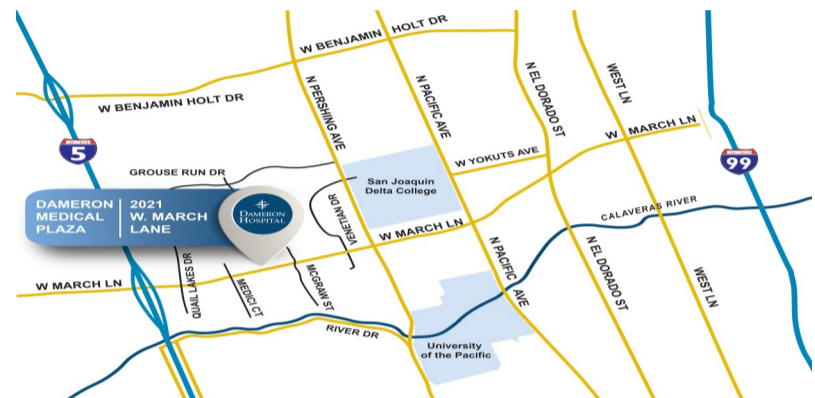 W BENJAMIN HOLT DR
W BENJAMIN HOLT DR
N PERSHING AVE
N PACIFIC AVE
N EL DORADO ST
WEST LN
W MARCH LN
INTERSTATE
5
INTERSTATE
99
GROUSE RUN DR
W YOKUTS AVE
San Joaquin
Delta College
DAMERON
MEDICAL
PLAZA
2021
W. MARCH
LANE
DAMERON
HOSPITAL
VENETIAN DR
W MARCH LN
CALAVERAS RIVER
W MARCH LN
QUAIL LAKES DR
MEDICI CT
MCGRAW ST
N PACIFIC AVE
N EL DORADO ST
WEST LN
RIVER DR
University
of the Pacific